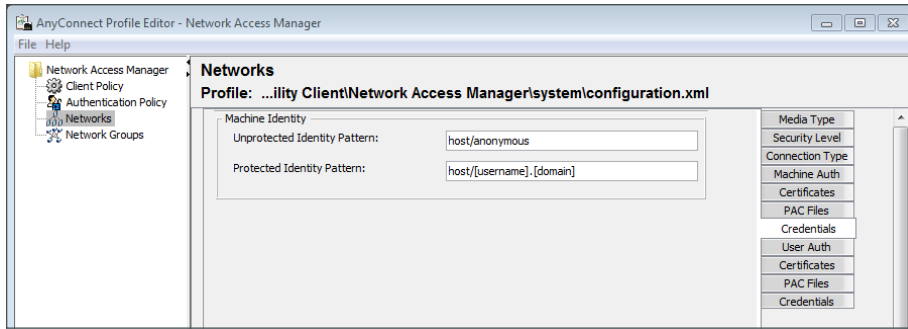 AnyConnect Profile Editor - Network Access Manager
File Help
Network Access Manager
Client Policy
Authentication Policy
Networks
Network Groups
Networks
Profile: ...ility Client\Network Access Manager\system\configuration.xml
Machine Identity
Unprotected Identity Pattern: host/anonymous
Protected Identity Pattern: host/[username].[domain]
Media Type
Security Level
Connection Type
Machine Auth
Certificates
PAC Files
Credentials
User Auth
Certificates
PAC Files
Credentials